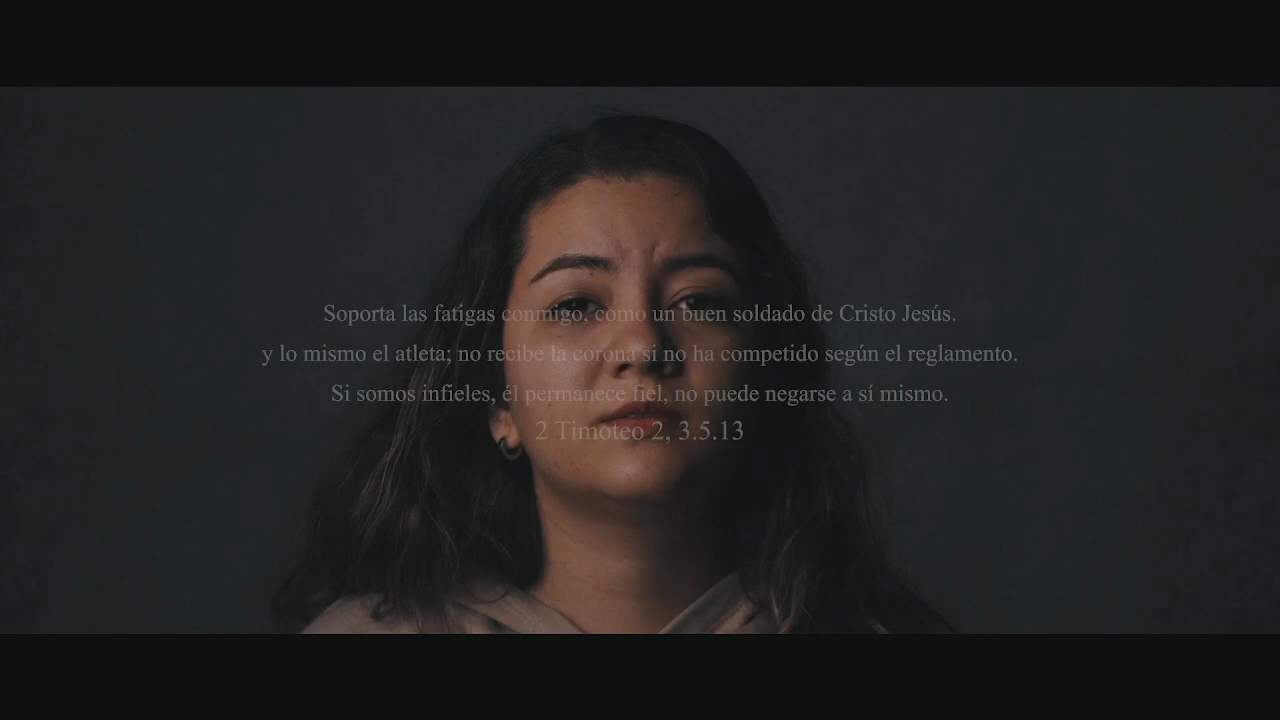 Soporta las fatigas conmigo, como un buen soldado de Cristo Jesús.
y lo mismo el atleta; no recibe la corona si no ha competido según el reglamento.
Si somos infieles, él permanece fiel, no puede negarse a sí mismo.
2 Timoteo 2, 3.5.13